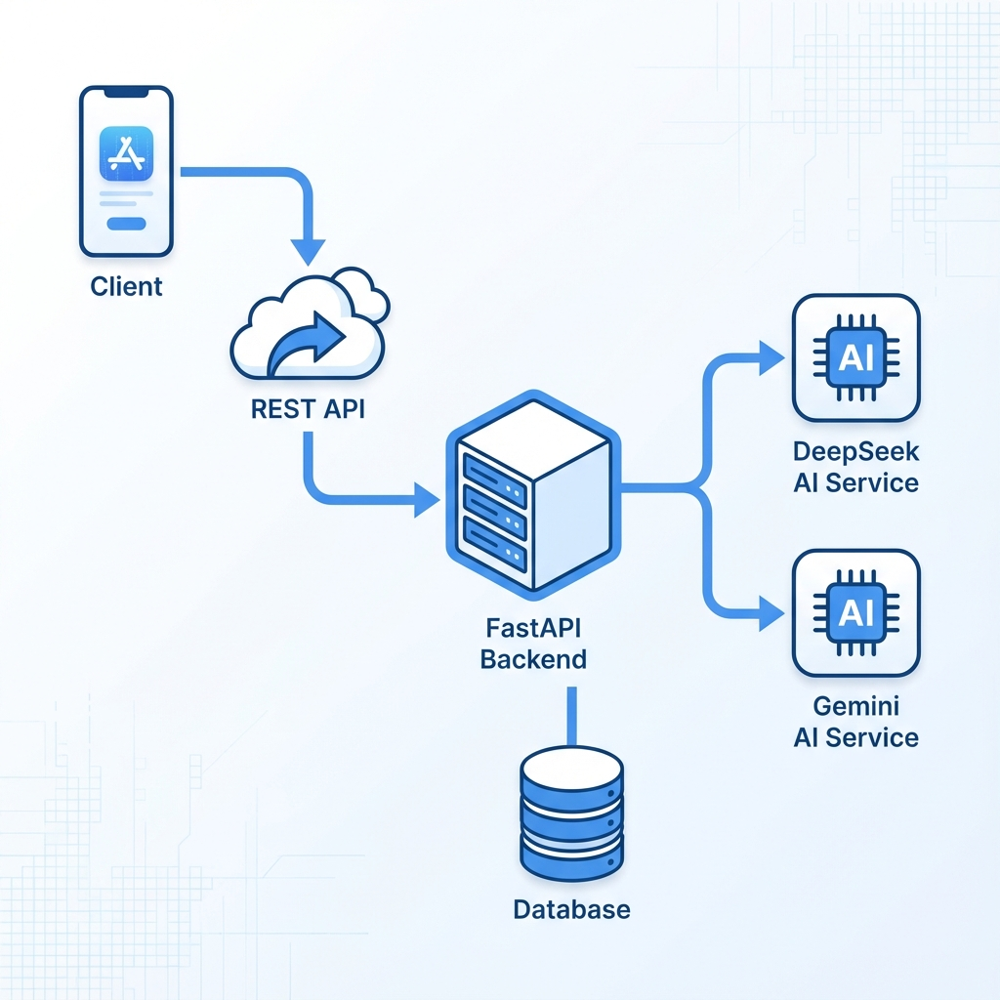 Client
REST API
FastAPI
Backend
AI
DeepSeek
AI Service
AI
Gemini
AI Service
Database